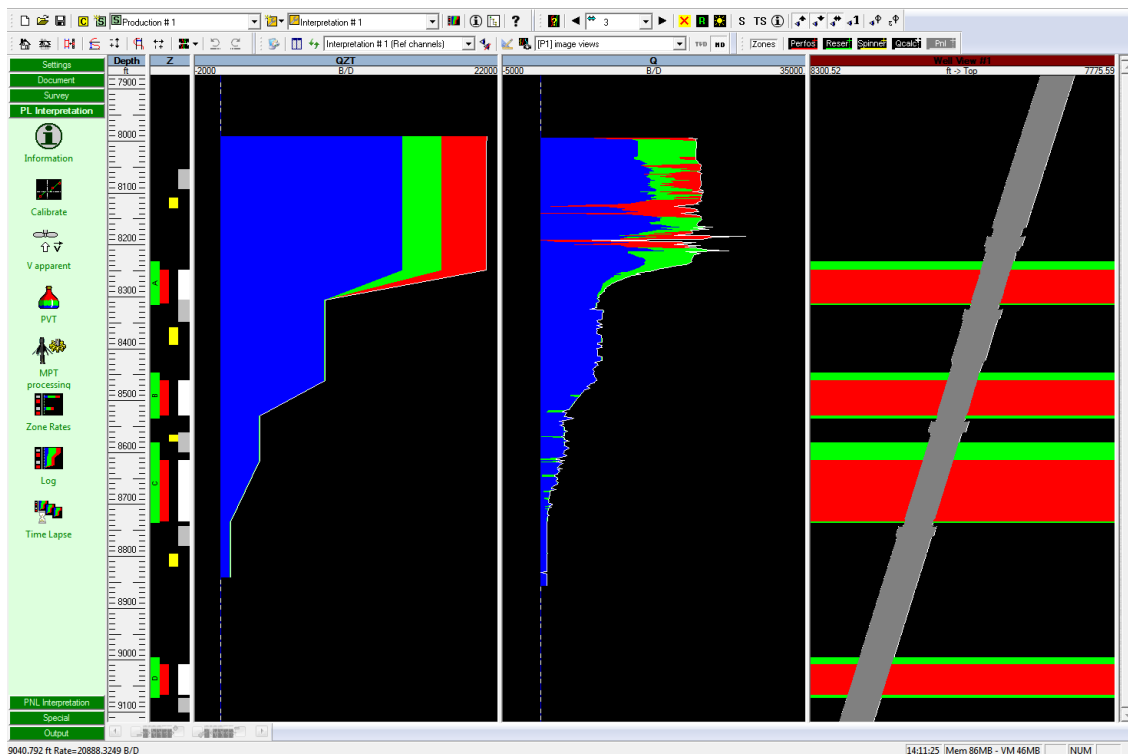 Production # 1
Interpretation # 1
3
S TS
Interpretation # 1 (Ref channels)
[P1] image views
TVD MD
Zones Perfos Reser Spinner Qcalc Pnl
Settings
Document
Survey
PL Interpretation
Information
Calibrate
V apparent
PVT
MPT
processing
Zone Rates
Log
Time Lapse
PNL Interpretation
Special
Output
Depth Z QZT Q Well View #1
ft -2000 B/D 22000 -5000 B/D 35000 8300.52 ft -> Top 7775.59
7900
8000
8100
8200
8300
8400
8500
8600
8700
8800
8900
9000
9100
A
B
C
D
9040.792 ft Rate=20888.3249 B/D
14:11:25 Mem 86MB - VM 46MB NUM